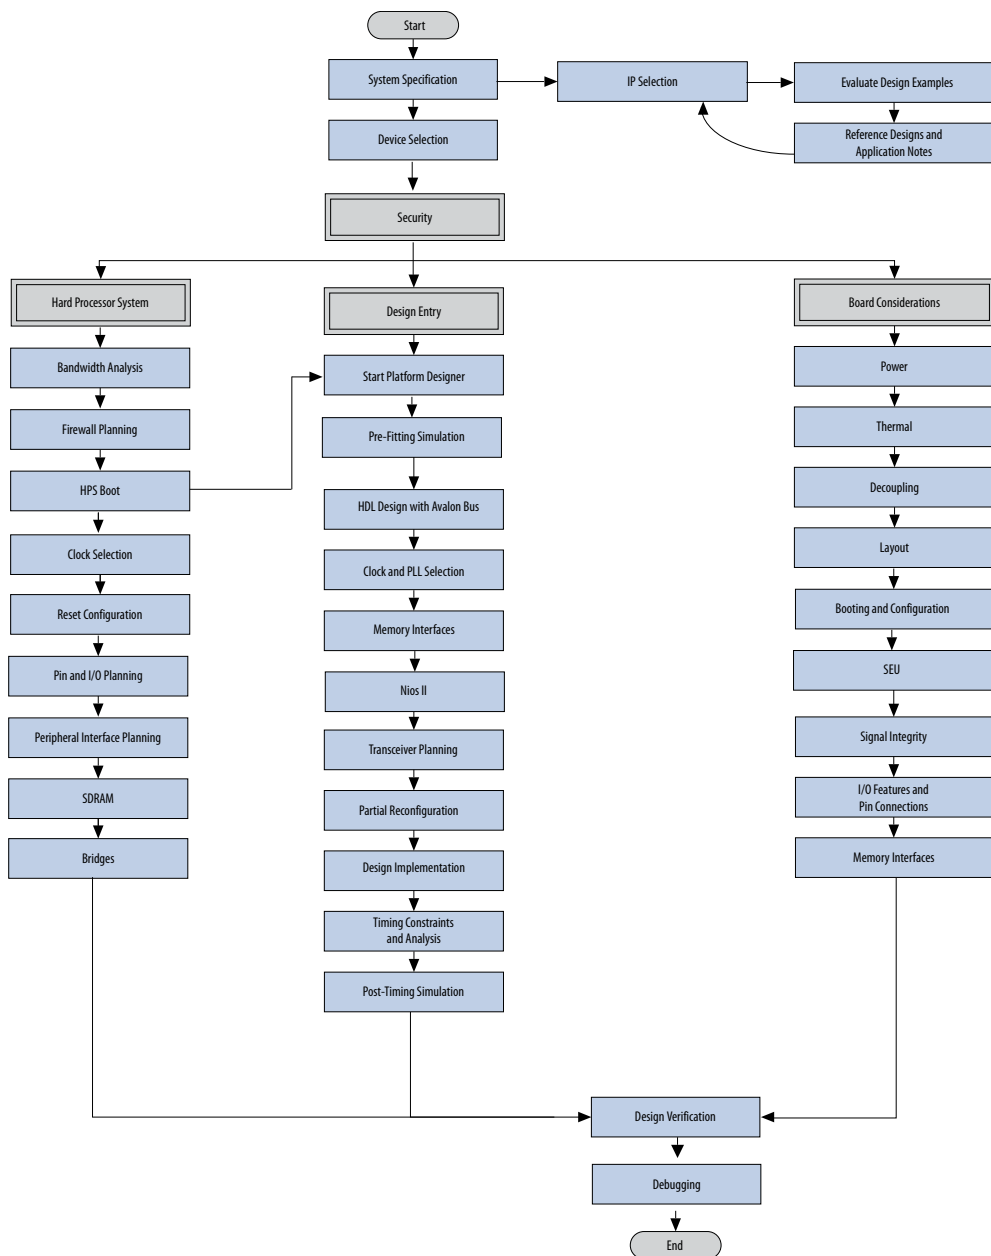 Start
System Specification
IP Selection
Evaluate Design Examples
Device Selection
Reference Designs and
Application Notes
Security
Hard Processor System
Bandwidth Analysis
Firewall Planning
HPS Boot
Clock Selection
Reset Configuration
Pin and I/O Planning
Peripheral Interface Planning
SDRAM
Bridges
Design Entry
Start Platform Designer
Pre-Fitting Simulation
HDL Design with Avalon Bus
Clock and PLL Selection
Memory Interfaces
Nios II
Transceiver Planning
Partial Reconfiguration
Design Implementation
Timing Constraints
and Analysis
Post-Timing Simulation
Board Considerations
Power
Thermal
Decoupling
Layout
Booting and Configuration
SEU
Signal Integrity
I/O Features and
Pin Connections
Memory Interfaces
Design Verification
Debugging
End